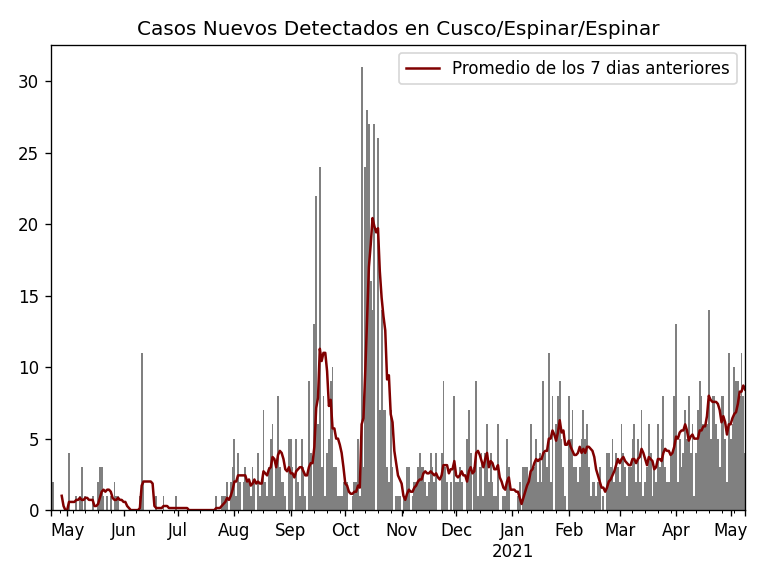 Casos Nuevos Detectados en Cusco/Espinar/Espinar
Promedio de los 7 dias anteriores
30
25
20
15
10
5
0
May Jun Jul Aug Sep Oct Nov Dec Jan Feb Mar Apr May
2021